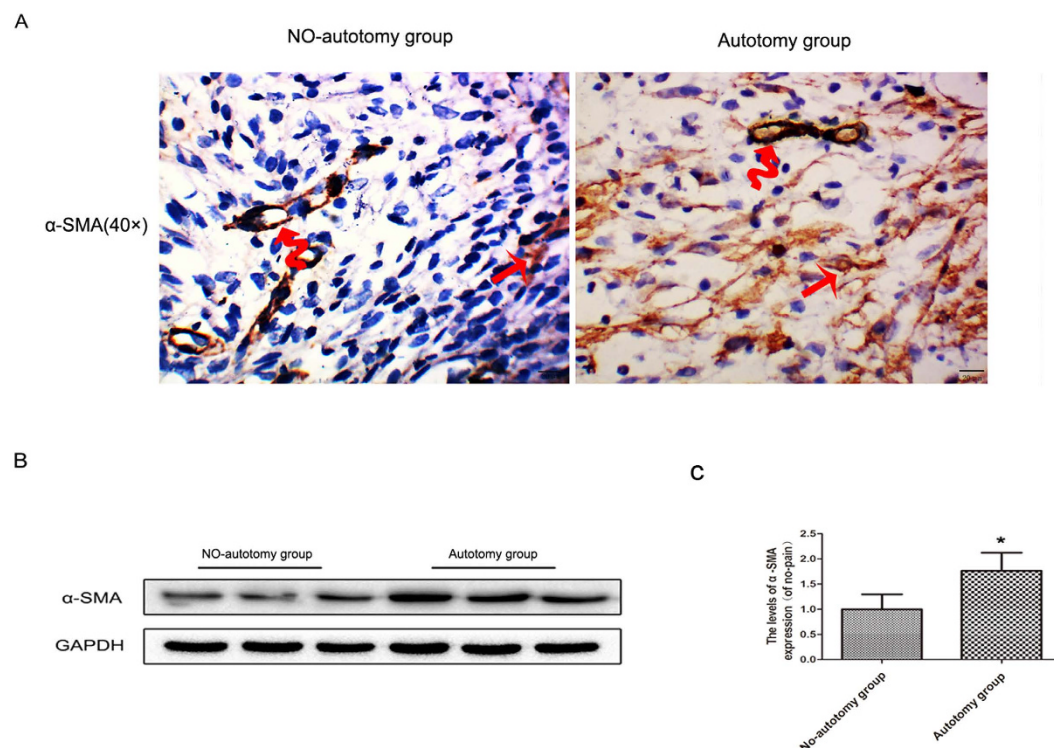 A
NO-autotomy group
Autotomy group
α-SMA(40×)
B
NO-autotomy group
Autotomy group
α-SMA
GAPDH
C
The levels of α-SMA
expression (of no-pain)
2.5
2.0
1.5
1.0
0.5
0.0
*
No-autotomy group
Autotomy group